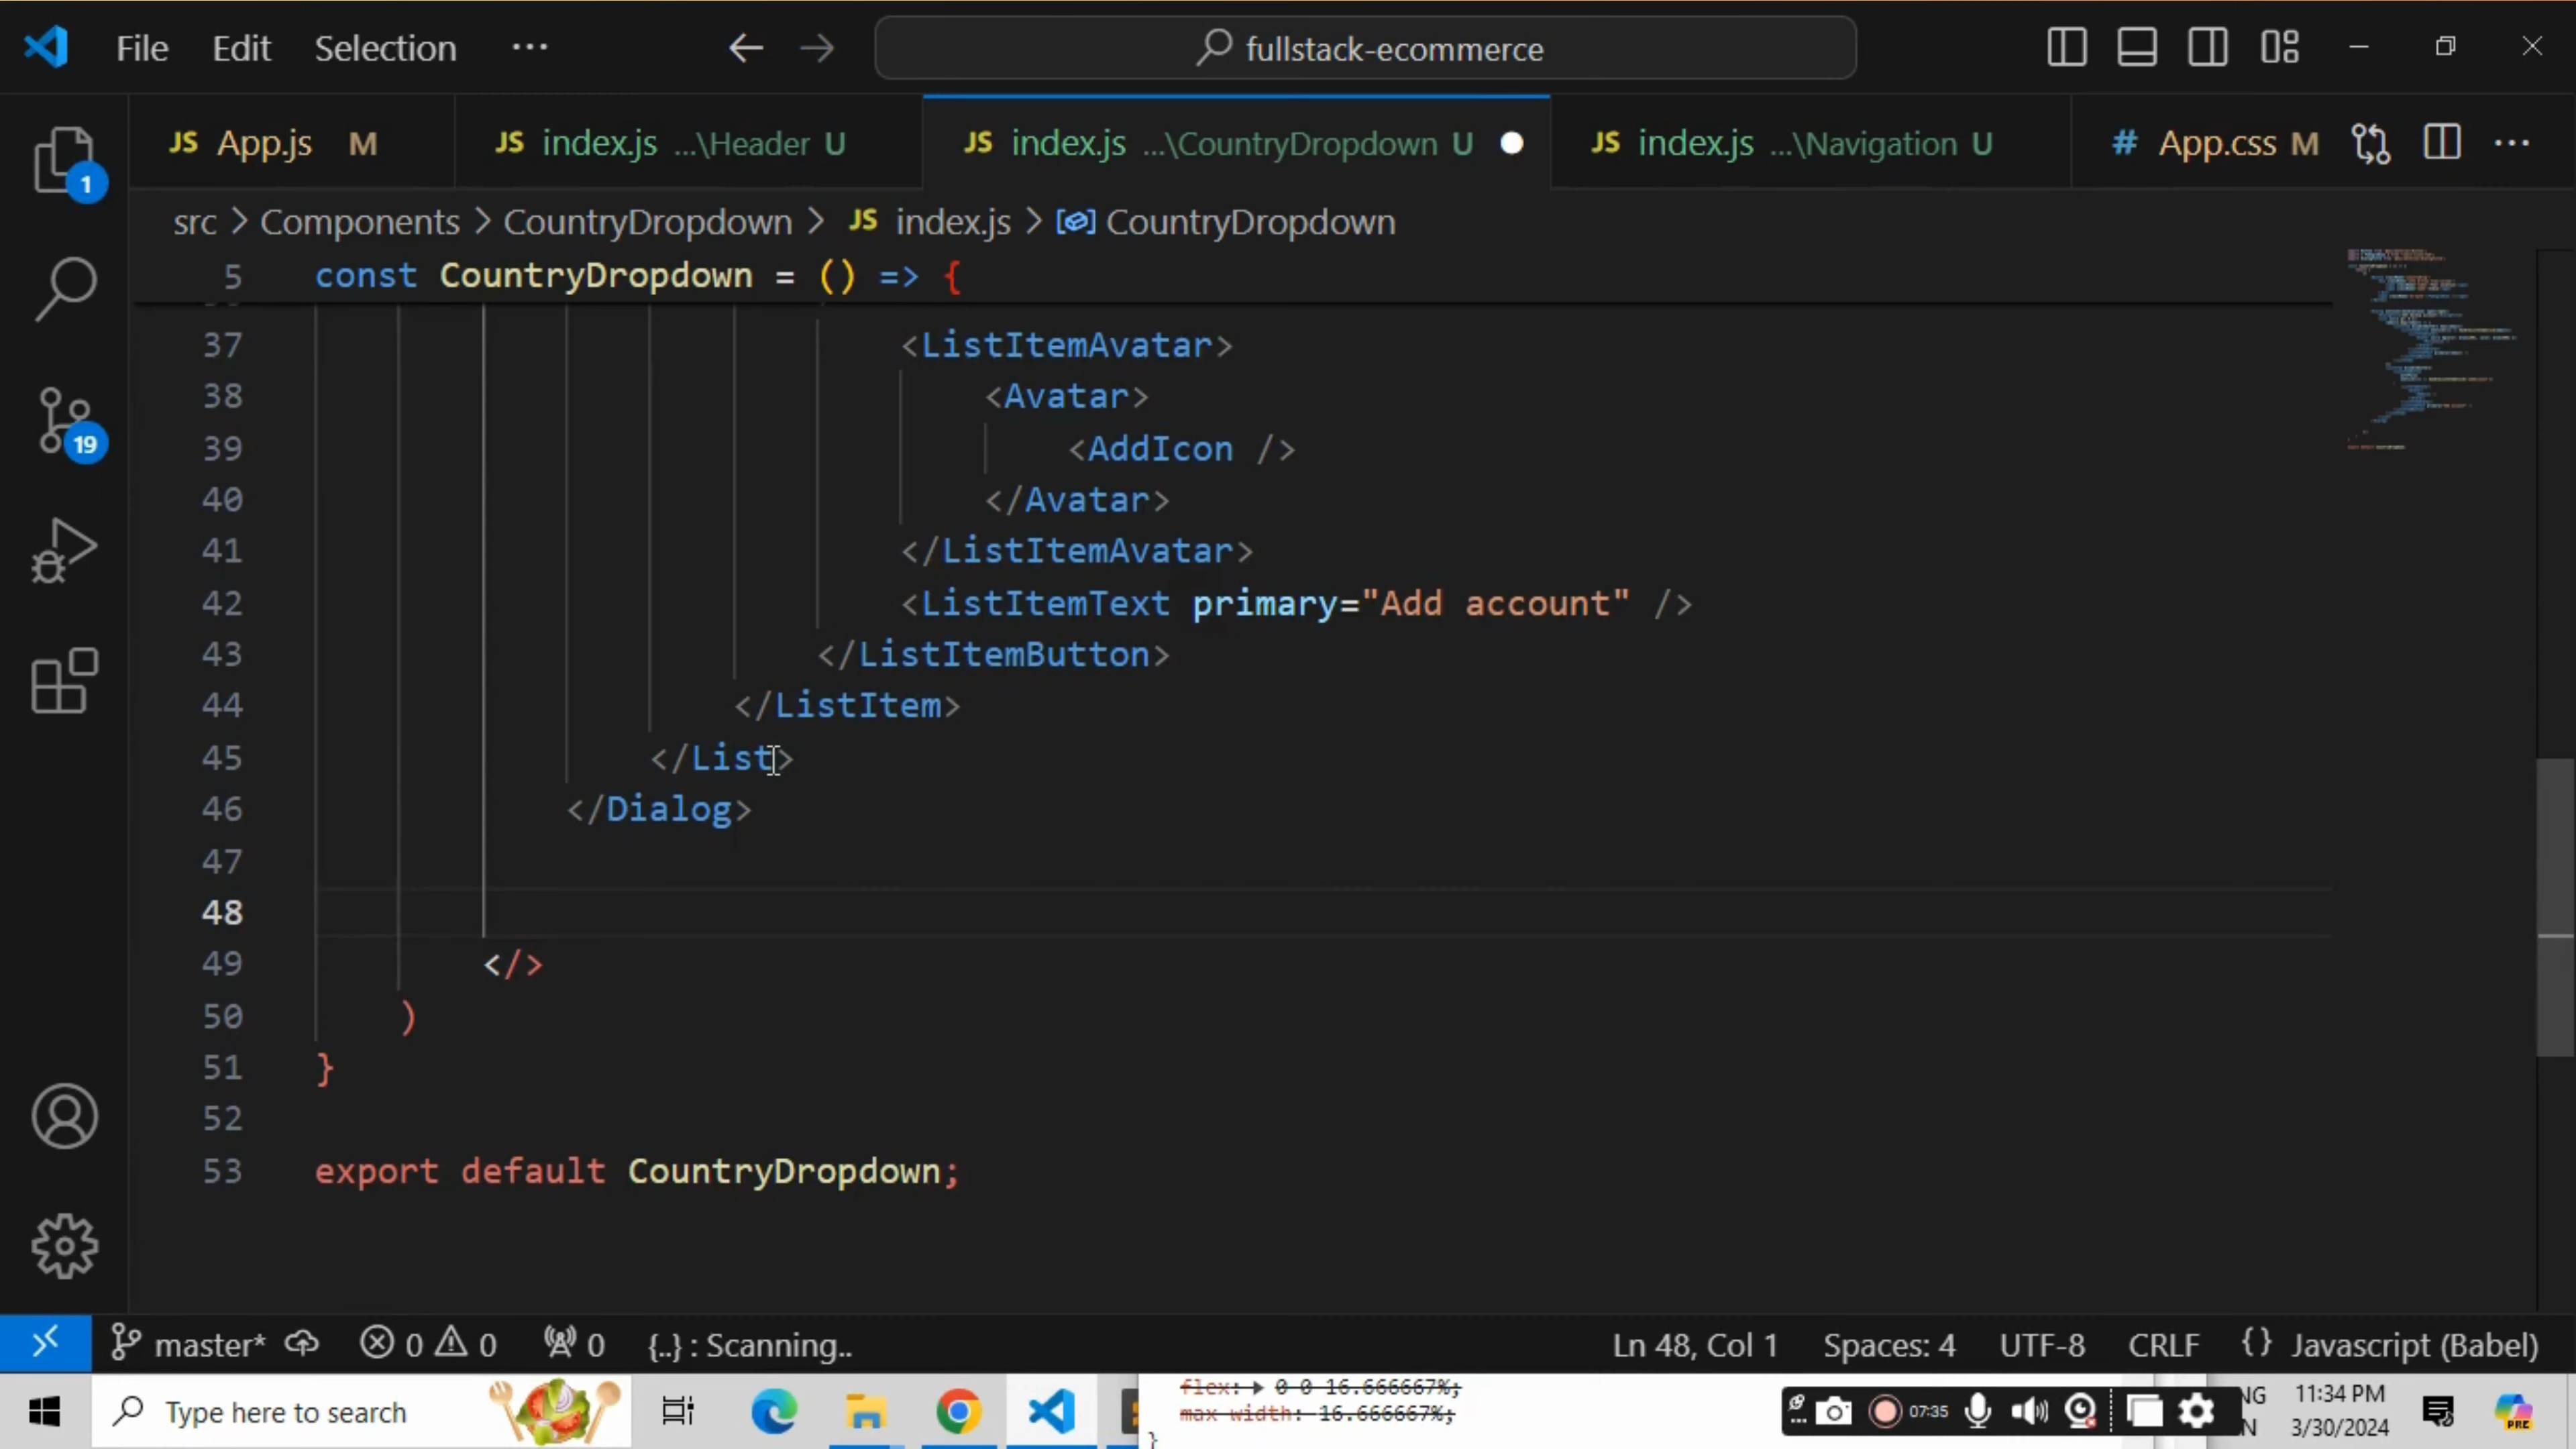 File Edit Selection ··· fullstack-ecommerce
JS App.js M JS index.js ...\Header U JS index.js ...\CountryDropdown U JS index.js ...\Navigation U # App.css M
src > Components > CountryDropdown > JS index.js > CountryDropdown
5 const CountryDropdown = () => {
37 <ListItemAvatar>
38 <Avatar>
39 <AddIcon />
40 </Avatar>
41 </ListItemAvatar>
42 <ListItemText primary="Add account" />
43 </ListItemButton>
44 </ListItem>
45 </List>
46 </Dialog>
47
48
49 </>
50 )
51 }
52
53 export default CountryDropdown;
1
19
master* 0 0 0 {..} : Scanning.. Ln 48, Col 1 Spaces: 4 UTF-8 CRLF {} Javascript (Babel)
flex: 0 0 16.666667%;
max-width: 16.666667%;
}
Type here to search 07:35 NG 11:34 PM
N 3/30/2024 PRE